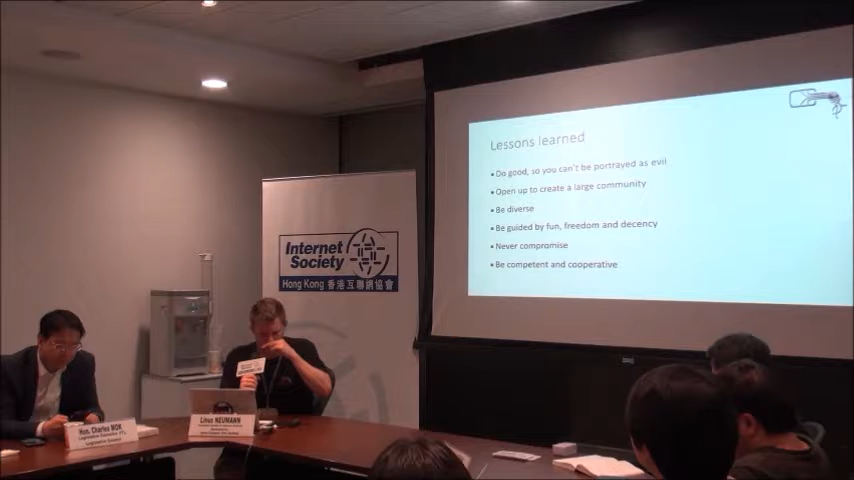 Lessons learned
• Do good, so you can't be portrayed as evil
• Open up to create a large community
• Be diverse
• Be guided by fun, freedom and decency
• Never compromise
• Be competent and cooperative
Internet
Society
Hong Kong 香港互聯網協會
Hon. Charles MOK
Legislative Council
Linus NEUMANN